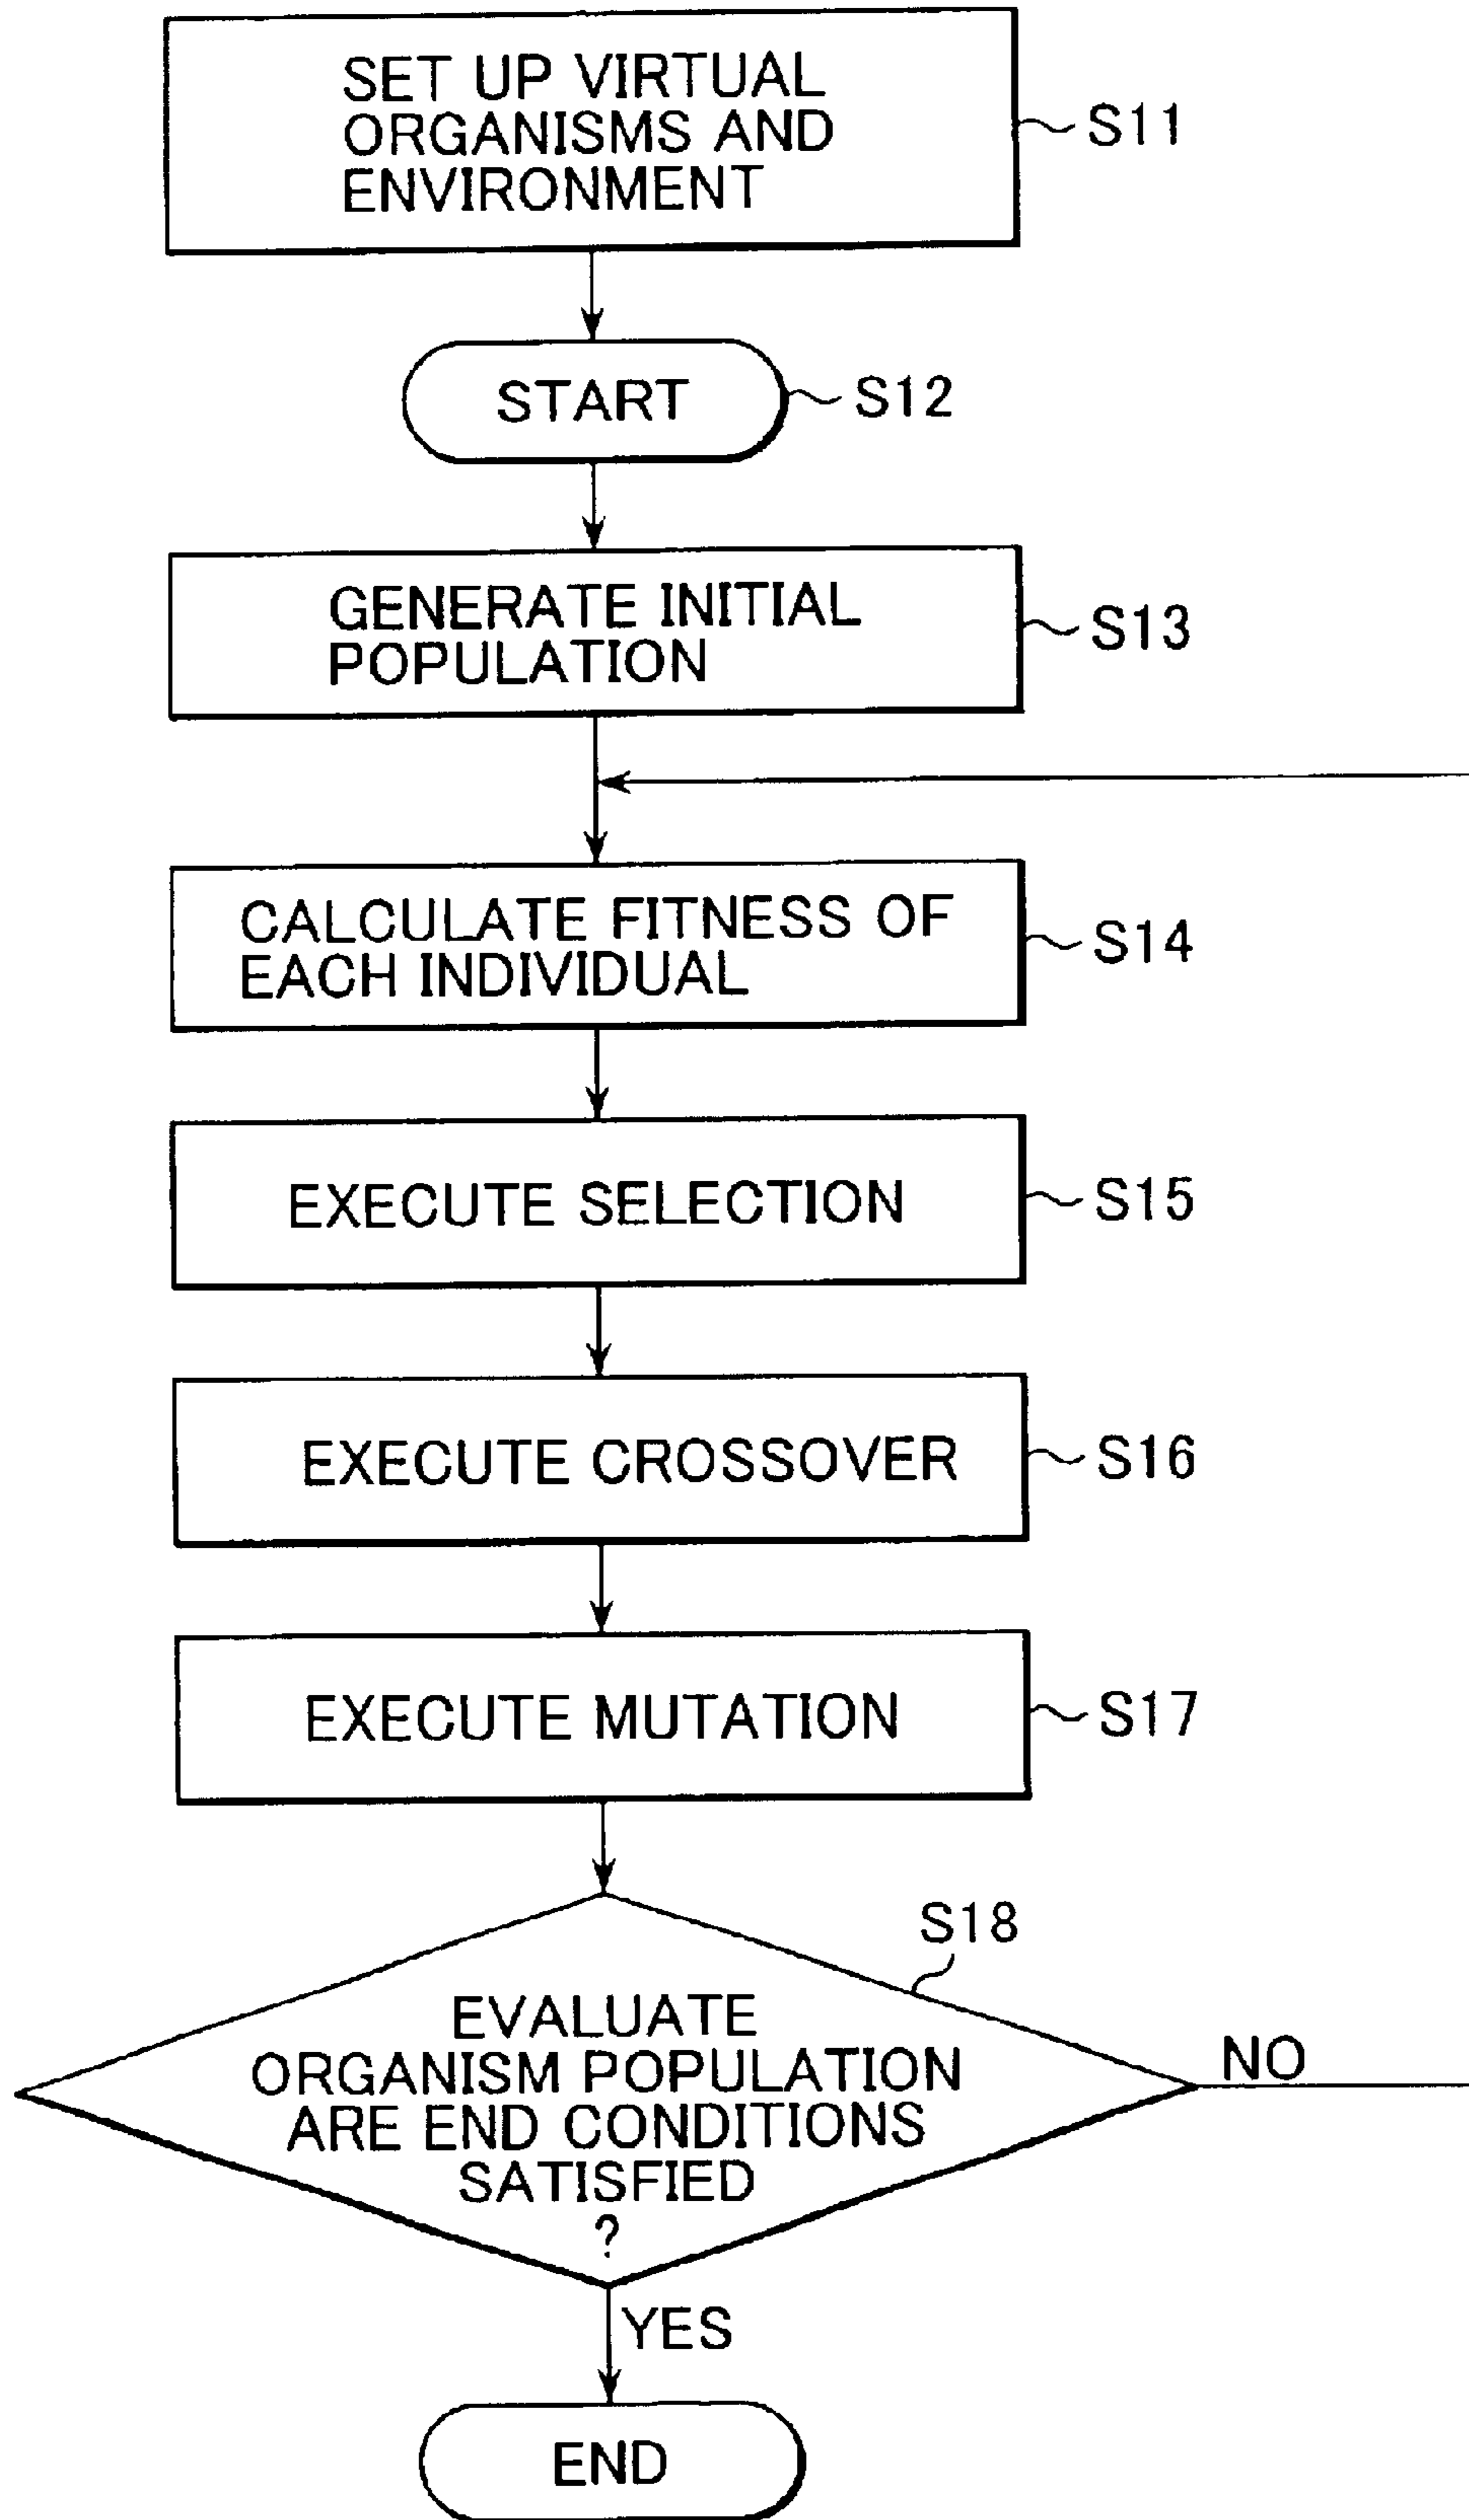 SET UP VIRTUAL
ORGANISMS AND
ENVIRONMENT
S11
START
S12
GENERATE INITIAL
POPULATION
S13
CALCULATE FITNESS OF
EACH INDIVIDUAL
S14
EXECUTE SELECTION
S15
EXECUTE CROSSOVER
S16
EXECUTE MUTATION
S17
S18
EVALUATE
ORGANISM POPULATION
ARE END CONDITIONS
SATISFIED
?
NO
YES
END